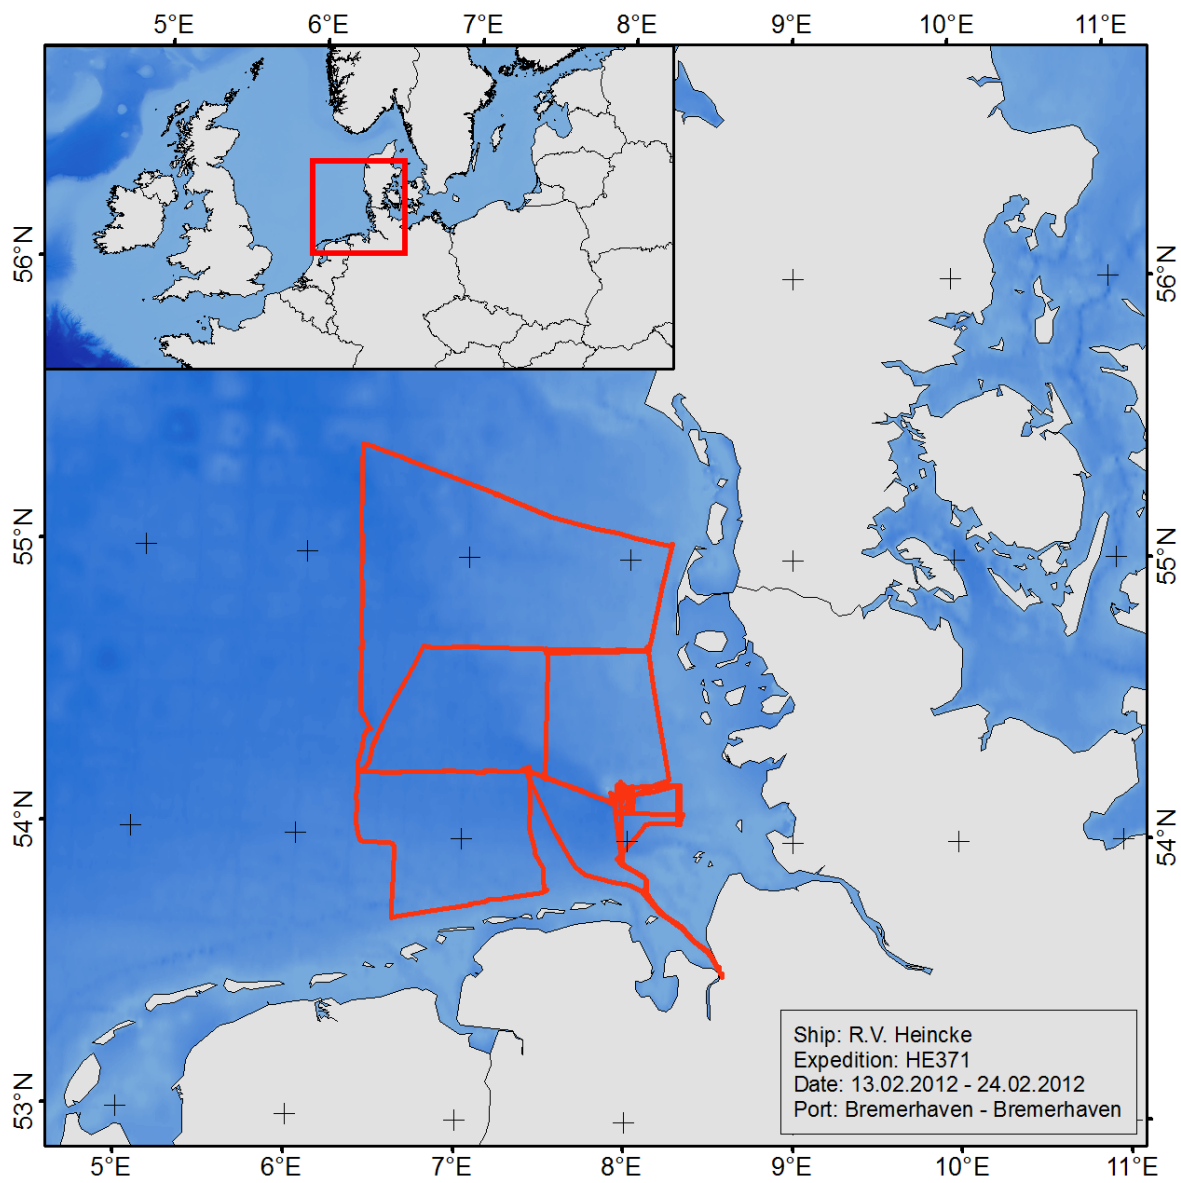 5°E 6°E 7°E 8°E 9°E 10°E 11°E
56°N 56°N
55°N 55°N
54°N 54°N
53°N
Ship: R.V. Heincke
Expedition: HE371
Date: 13.02.2012 - 24.02.2012
Port: Bremerhaven - Bremerhaven
5°E 6°E 7°E 8°E 9°E 10°E 11°E